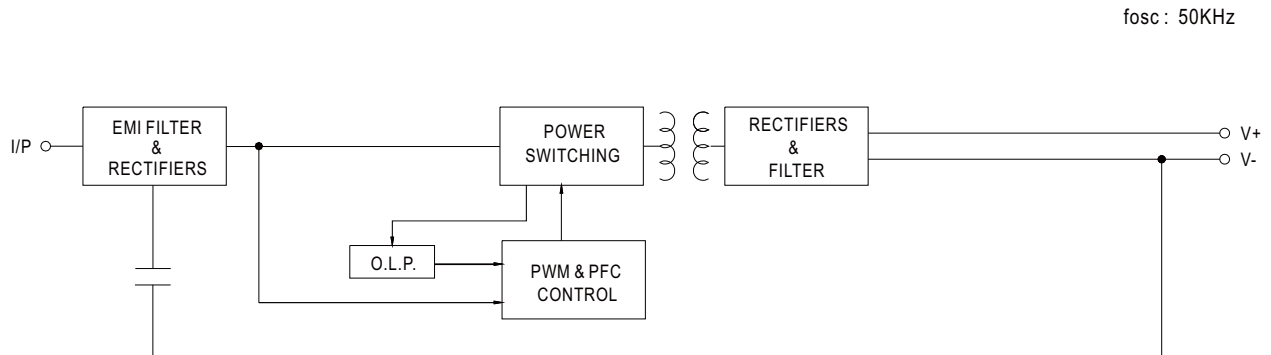 fosc : 50KHz
I/P
EMI FILTER
&
RECTIFIERS
POWER
SWITCHING
RECTIFIERS
&
FILTER
V+
V-
O.L.P.
PWM & PFC
CONTROL